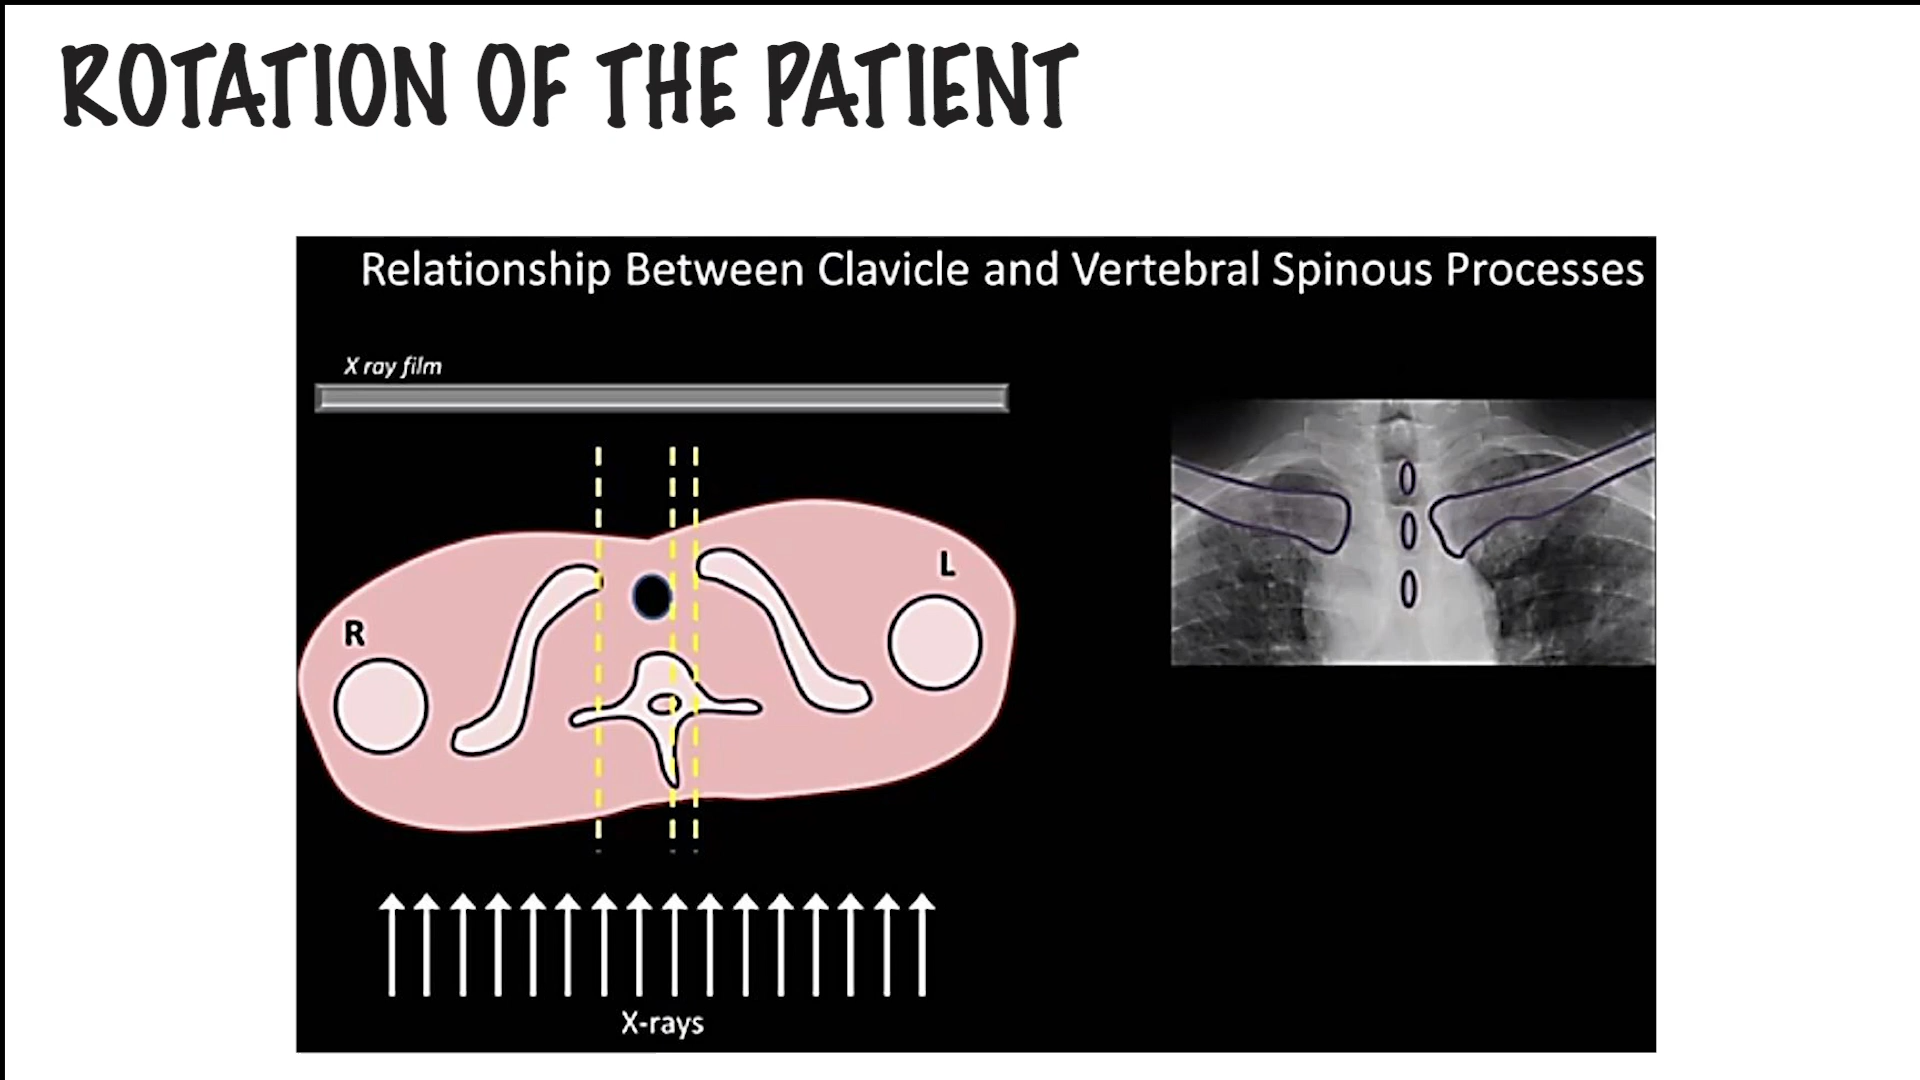 ROTATION OF THE PATIENT
Relationship Between Clavicle and Vertebral Spinous Processes
X ray film
L
R
X-rays